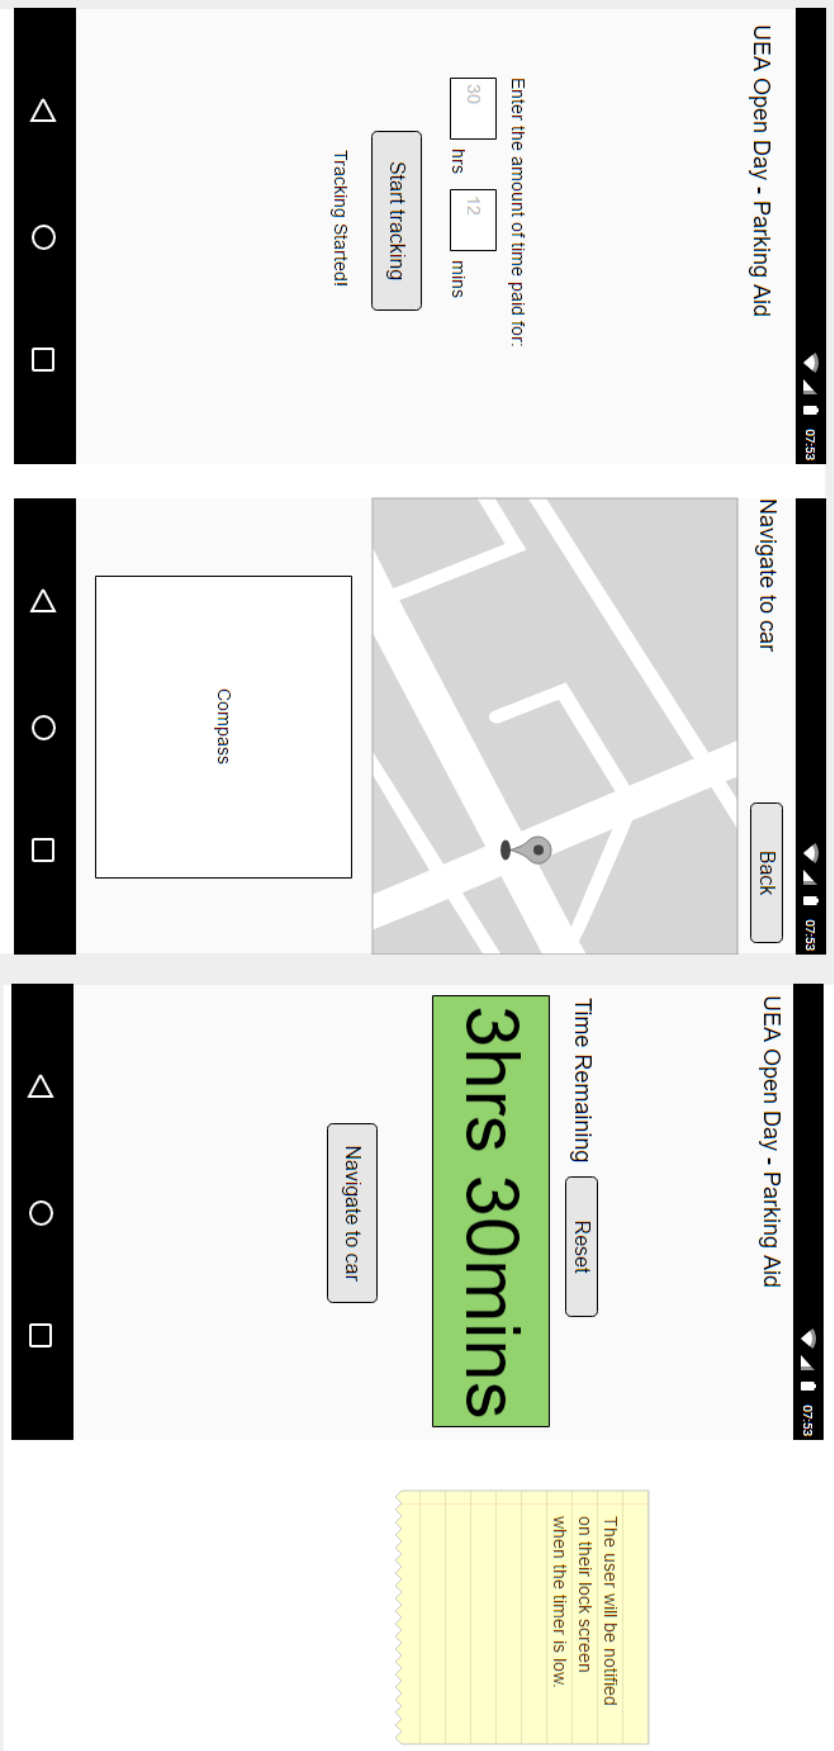 07:53
UEA Open Day - Parking Aid
Enter the amount of time paid for:
30 hrs 12 mins
Start tracking
Tracking Started!
07:53
Navigate to car Back
Compass
07:53
UEA Open Day - Parking Aid
Time Remaining Reset
3hrs 30mins
Navigate to car
The user will be notified
on their lock screen
when the timer is low.